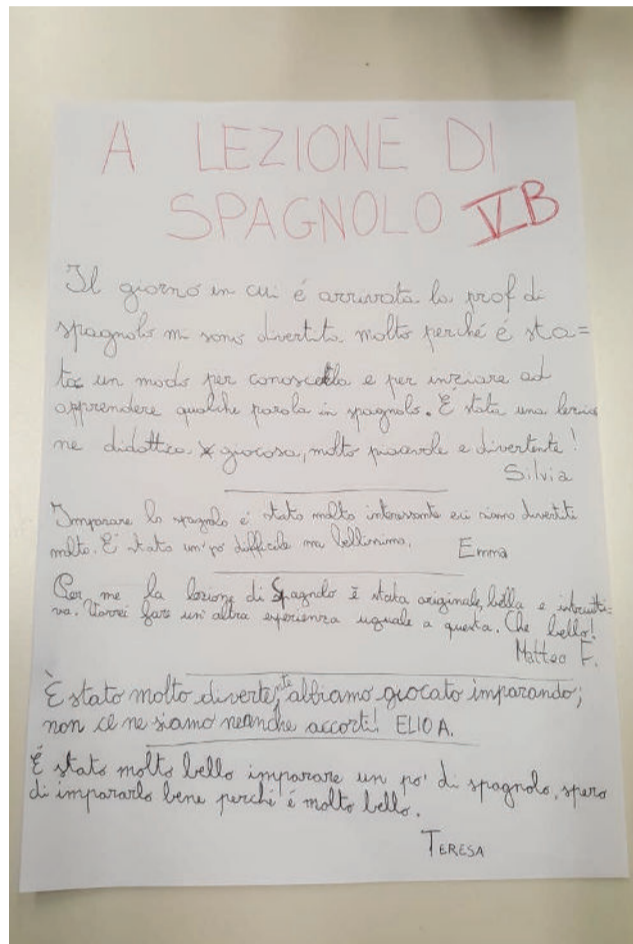 A LEZIONE DI
SPAGNOLO VB
Il giorno in cui é arrivata la prof di
spagnolo mi sono divertita molto perché é sta=
ta un modo per conoscerla e per iniziare ad
apprendere qualche parola in spagnolo. É stata una lezio
ne didattica giocosa, molto piacevole e divertente!
Silvia
Imparare lo spagnolo é stato molto interessante e ci siamo divertiti
molto. E' stato un'pò difficile ma bellissimo. Emma
Per me la lezione di Spagnolo è stata originale, bella e istrutti=
va. Vorrei fare un'altra esperienza uguale a questa. Che bello!
Matteo F.
È stato molto divertente, abbiamo giocato imparando;
non ce ne siamo neanche accorti! ELIO A.
É stato molto bello imparare un po' di spagnolo, spero
di impararlo bene perché é molto bello.
TERESA